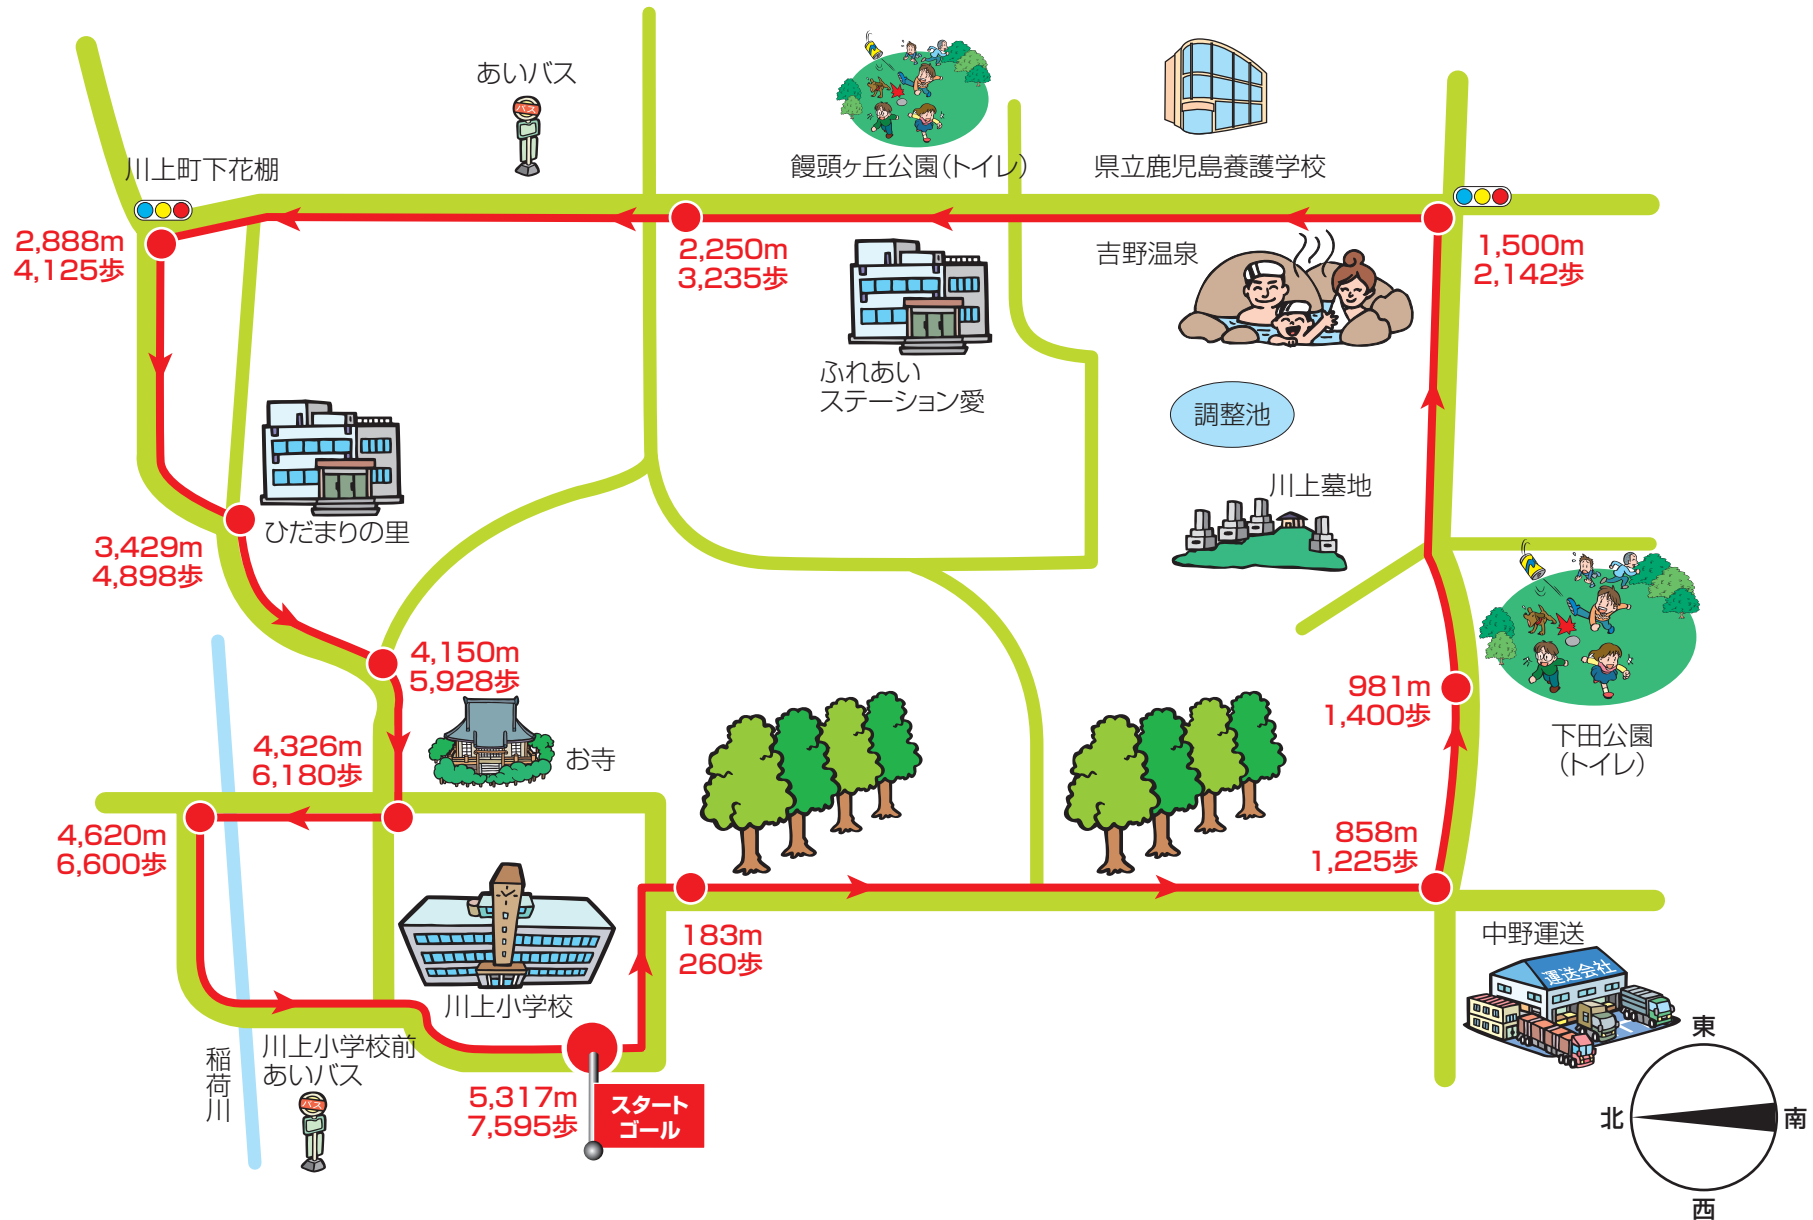 あいバス
バス
川上町下花棚
饅頭ヶ丘公園(トイレ)
県立鹿児島養護学校
2,888m
4,125歩
2,250m
3,235歩
吉野温泉
1,500m
2,142歩
ふれあい
ステーション愛
調整池
川上墓地
ひだまりの里
3,429m
4,898歩
4,150m
5,928歩
981m
1,400歩
下田公園
(トイレ)
4,326m
6,180歩
お寺
4,620m
6,600歩
858m
1,225歩
183m
260歩
中野運送
運送会社
川上小学校
稲荷川
川上小学校前
あいバス
バス
5,317m
7,595歩
スタート
ゴール
東
北
南
西